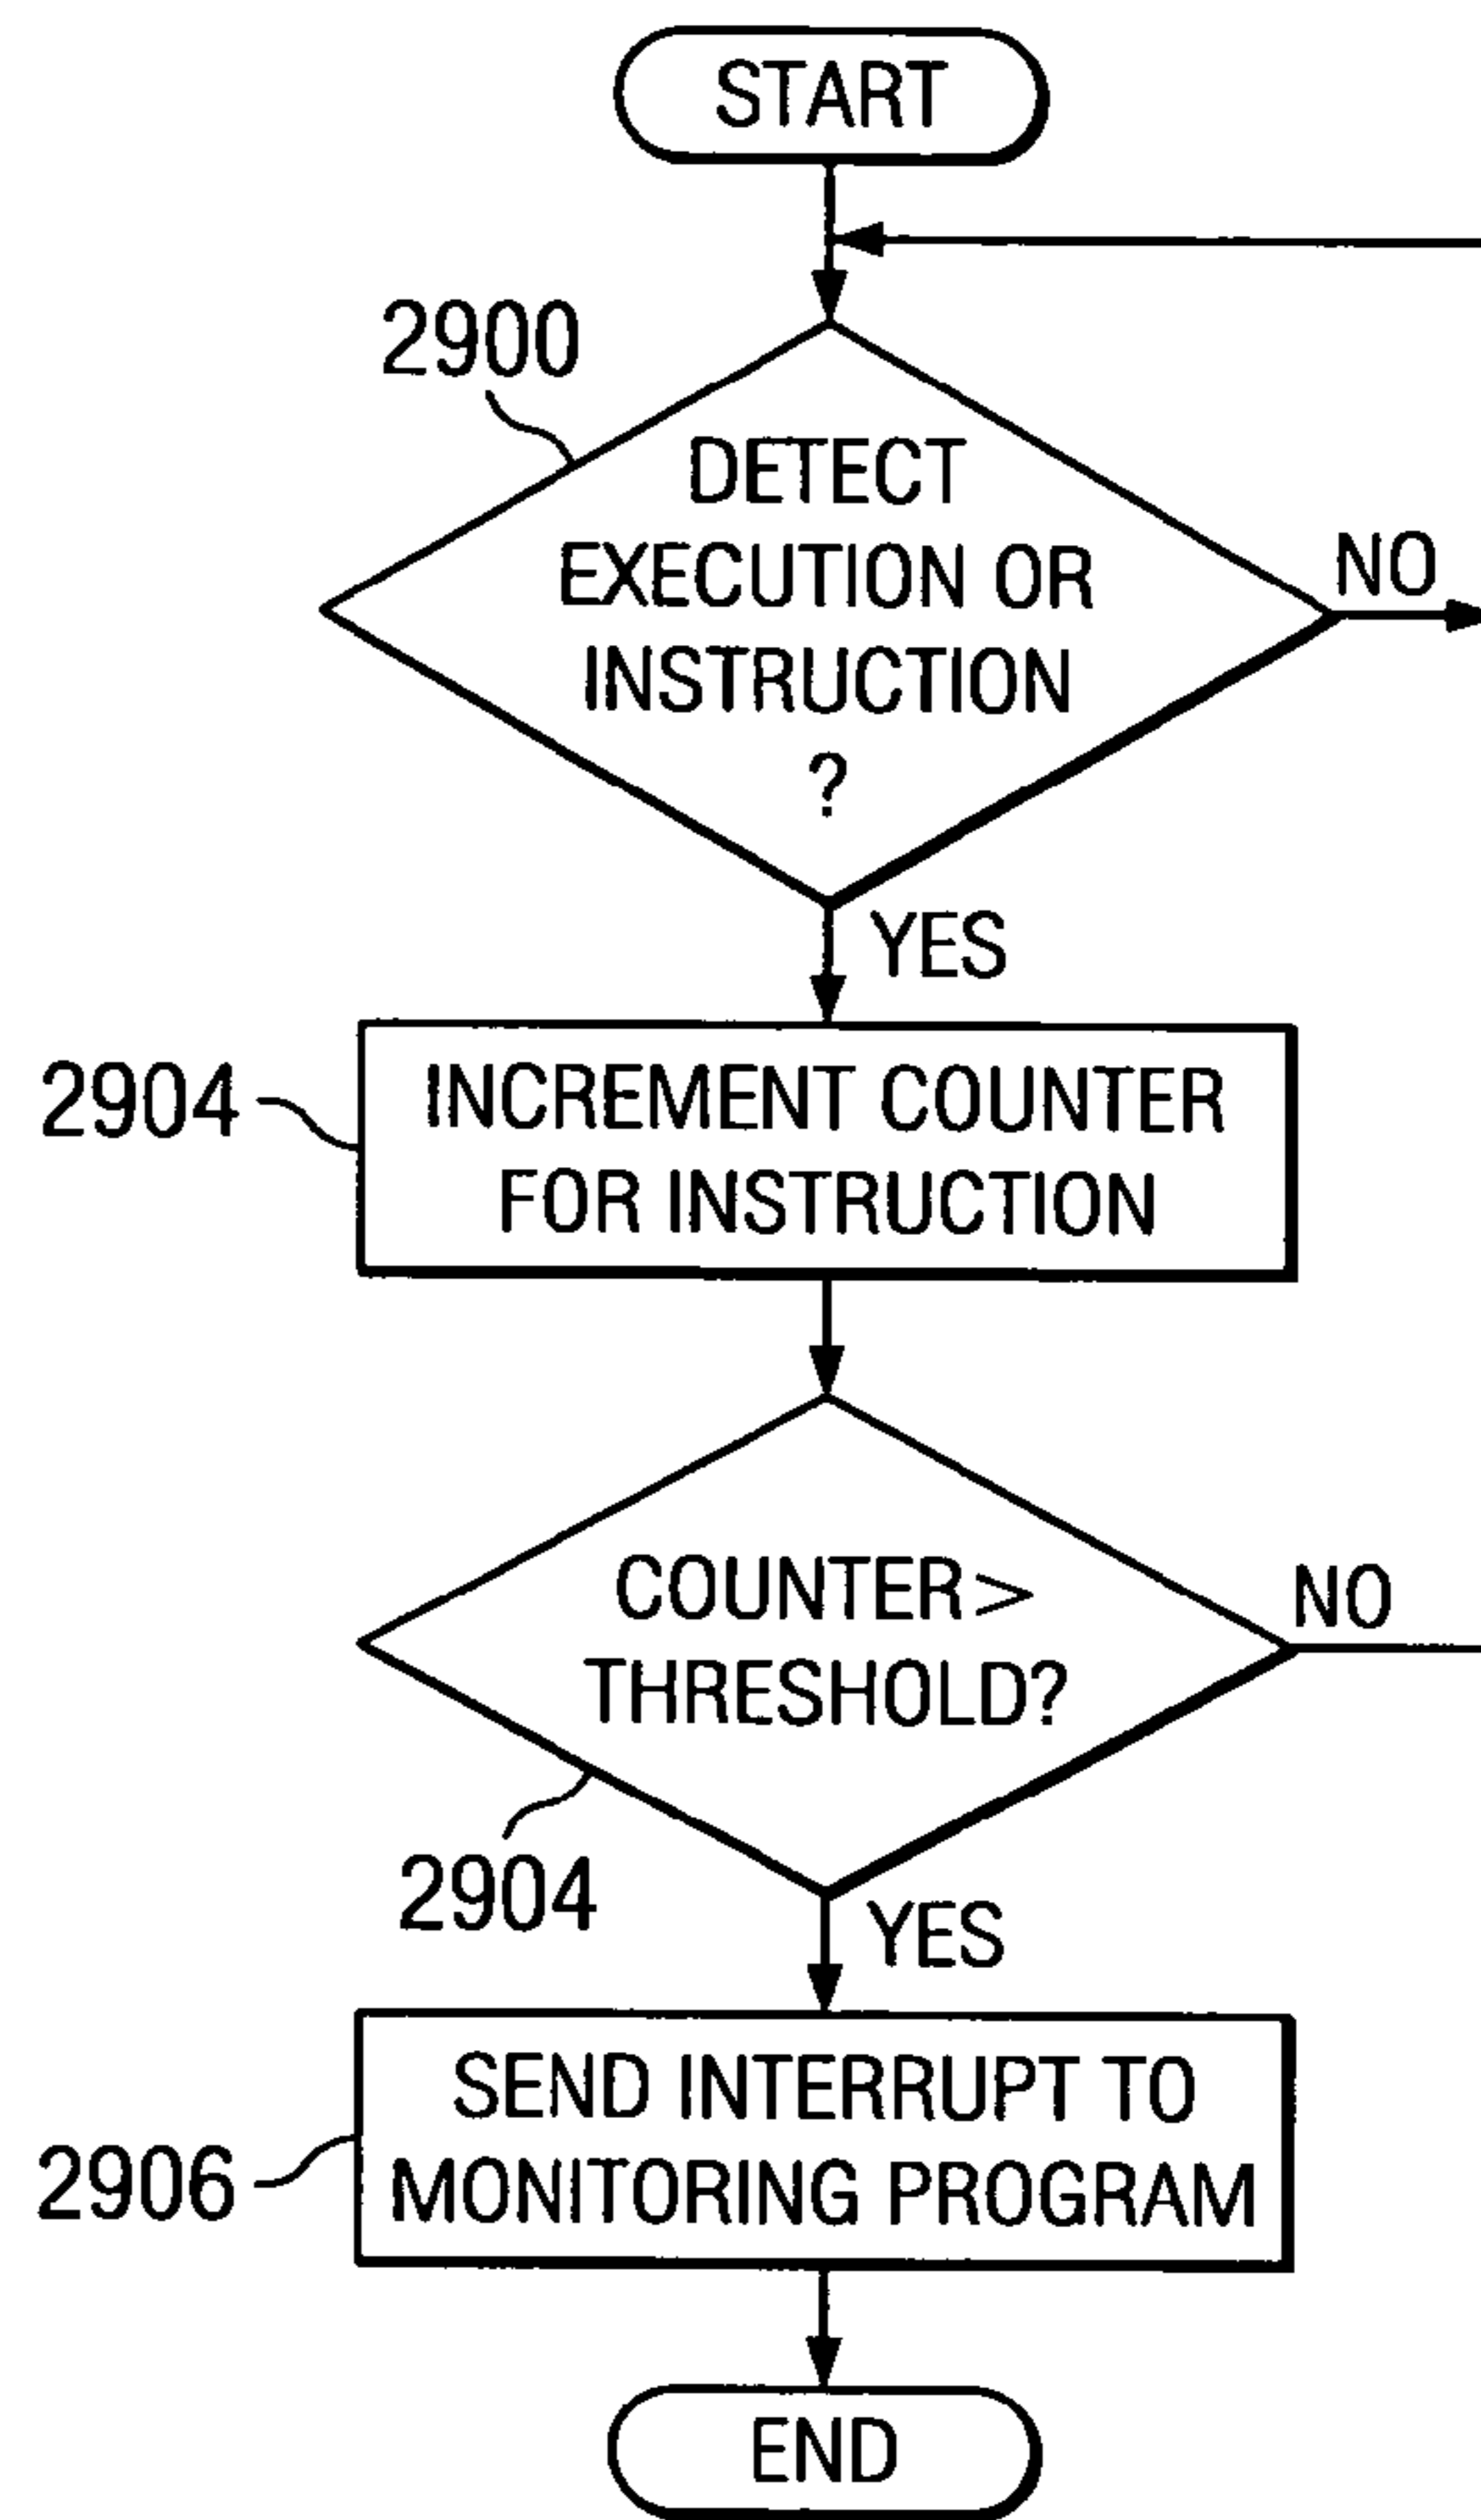 START
2900
DETECT
EXECUTION OR
INSTRUCTION
?
NO
YES
2904
INCREMENT COUNTER
FOR INSTRUCTION
COUNTER>
THRESHOLD?
NO
2904
YES
SEND INTERRUPT TO
MONITORING PROGRAM
2906
END